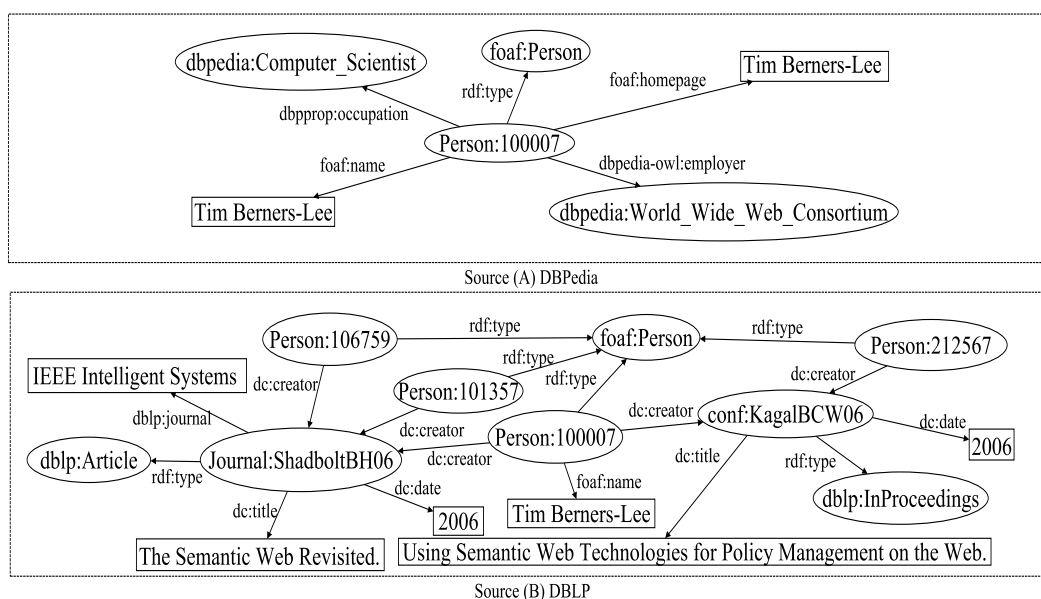 foaf:Person
dbpedia:Computer_Scientist
Tim Berners-Lee
foaf:homepage
rdf:type
dbpprop:occupation
Person:100007
foaf:name
dbpedia-owl:employer
Tim Berners-Lee
dbpedia:World_Wide_Web_Consortium
Source (A) DBPedia
Person:106759
rdf:type
foaf:Person
rdf:type
Person:212567
IEEE Intelligent Systems
dc:creator
rdf:type
rdf:type
dc:creator
Person:101357
dblp:journal
dc:creator
dc:creator
conf:KagalBCW06
dc:date
Person:100007
dblp:Article
rdf:type
Journal:ShadboltBH06
dc:creator
dc:title
rdf:type
2006
dc:title
dc:date
foaf:name
dblp:InProceedings
2006
Tim Berners-Lee
The Semantic Web Revisited.
Using Semantic Web Technologies for Policy Management on the Web.
Source (B) DBLP